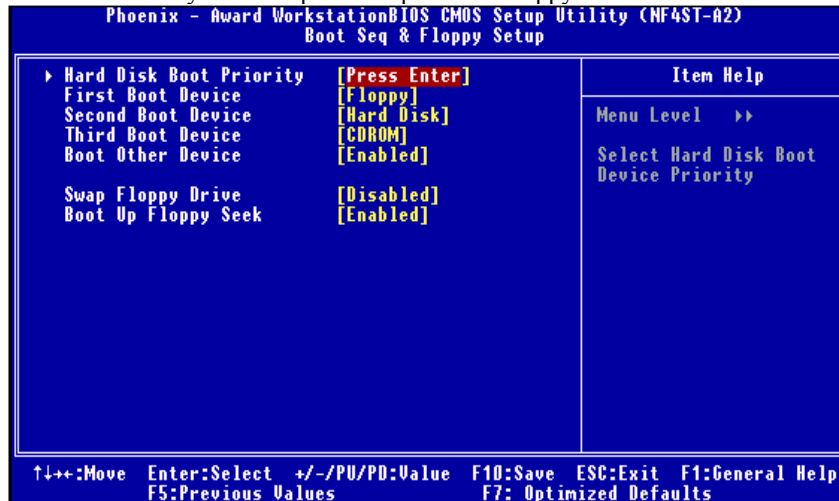 Phoenix - Award WorkstationBIOS CMOS Setup Utility (NF4ST-A2)
Boot Seq & Floppy Setup
Hard Disk Boot Priority [Press Enter]
First Boot Device [Floppy]
Second Boot Device [Hard Disk]
Third Boot Device [CDROM]
Boot Other Device [Enabled]
Swap Floppy Drive [Disabled]
Boot Up Floppy Seek [Enabled]
Item Help
Menu Level ▸▸
Select Hard Disk Boot
Device Priority
↑↓→←:Move Enter:Select +/-/PU/PD:Value F10:Save ESC:Exit F1:General Help
F5:Previous Values F7: Optimized Defaults